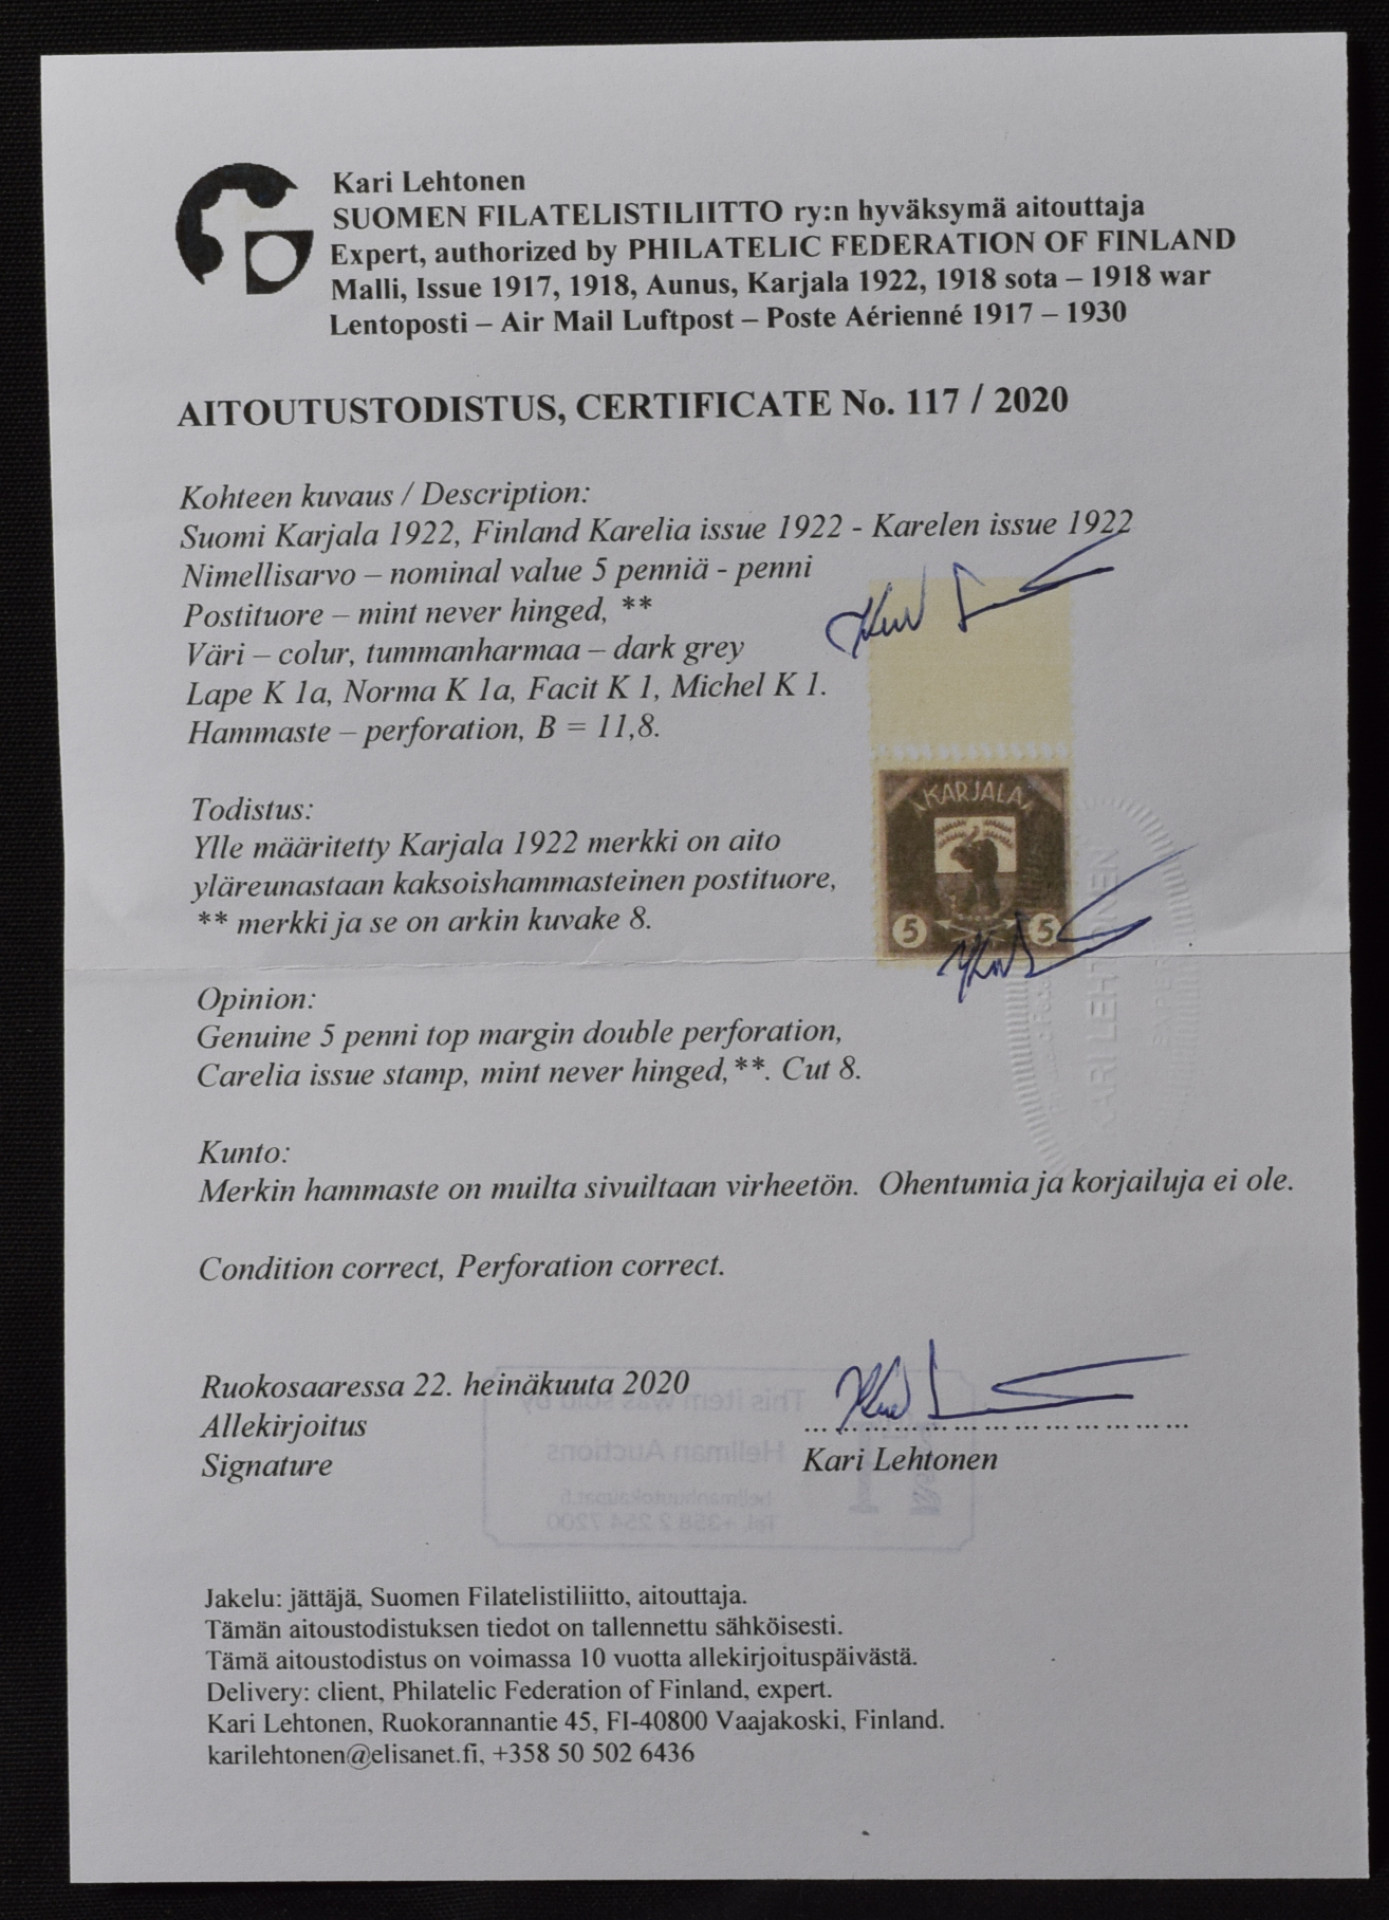 Kari Lehtonen
SUOMEN FILATELISTILIITTO ry:n hyväksymä aitouttaja
Expert, authorized by PHILATELIC FEDERATION OF FINLAND
Malli, Issue 1917, 1918, Aunus, Karjala 1922, 1918 sota – 1918 war
Lentoposti – Air Mail Luftpost – Poste Aérienné 1917 – 1930
AITOUTUSTODISTUS, CERTIFICATE No. 117 / 2020
Kohteen kuvaus / Description:
Suomi Karjala 1922, Finland Karelia issue 1922 - Karelen issue 1922
Nimellisarvo – nominal value 5 penniä - penni
Postituore – mint never hinged, **
Väri – colur, tummanharmaa – dark grey
Lape K 1a, Norma K 1a, Facit K 1, Michel K 1.
Hammaste – perforation, B = 11,8.
KARJALA
5 5
Todistus:
Ylle määritetty Karjala 1922 merkki on aito
yläreunastaan kaksoishammasteinen postituore,
** merkki ja se on arkin kuvake 8.
KARI LEHTONEN
Opinion:
Genuine 5 penni top margin double perforation,
Carelia issue stamp, mint never hinged, **. Cut 8.
Kunto:
Merkin hammaste on muilta sivuiltaan virheetön. Ohentumia ja korjailuja ei ole.
Condition correct, Perforation correct.
Ruokosaaressa 22. heinäkuuta 2020
Allekirjoitus
Signature
Kari Lehtonen
This item was sold by
Hellman Auctions
hellmanhuutokaupat.fi
Tel. +358 2 254 7200
Jakelu: jättäjä, Suomen Filatelistiliitto, aitouttaja.
Tämän aitoustodistuksen tiedot on tallennettu sähköisesti.
Tämä aitoustodistus on voimassa 10 vuotta allekirjoituspäivästä.
Delivery: client, Philatelic Federation of Finland, expert.
Kari Lehtonen, Ruokorannantie 45, FI-40800 Vaajakoski, Finland.
karilehtonen@elisanet.fi, +358 50 502 6436